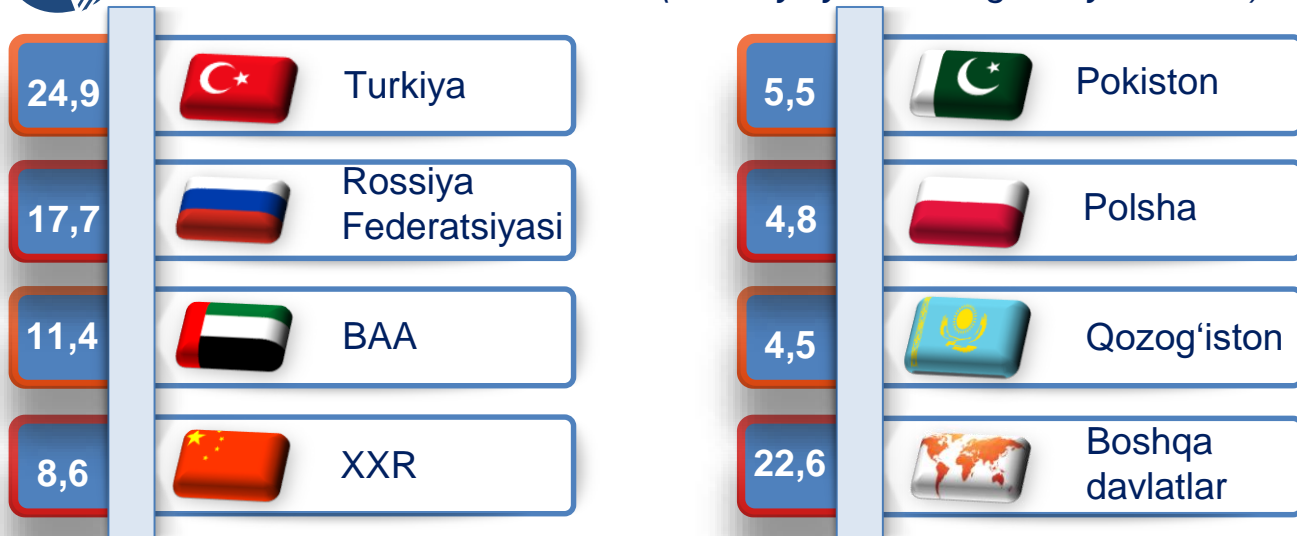 24,9
Turkiya
17,7
Rossiya
Federatsiyasi
11,4
BAA
8,6
XXR
5,5
Pokiston
4,8
Polsha
4,5
Qozog‘iston
22,6
Boshqa
davlatlar